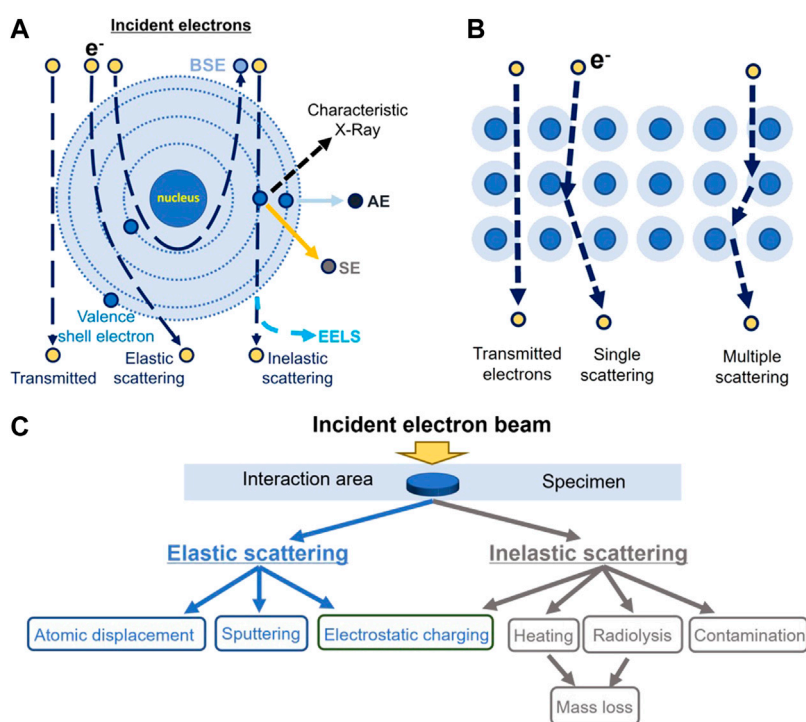 A
Incident electrons
e-
BSE
Characteristic
X-Ray
nucleus
AE
SE
Valence
shell electron
EELS
Transmitted
Elastic
scattering
Inelastic
scattering
B
e-
Transmitted
electrons
Single
scattering
Multiple
scattering
C
Incident electron beam
Interaction area
Specimen
Elastic scattering
Inelastic scattering
Atomic displacement
Sputtering
Electrostatic charging
Heating
Radiolysis
Contamination
Mass loss